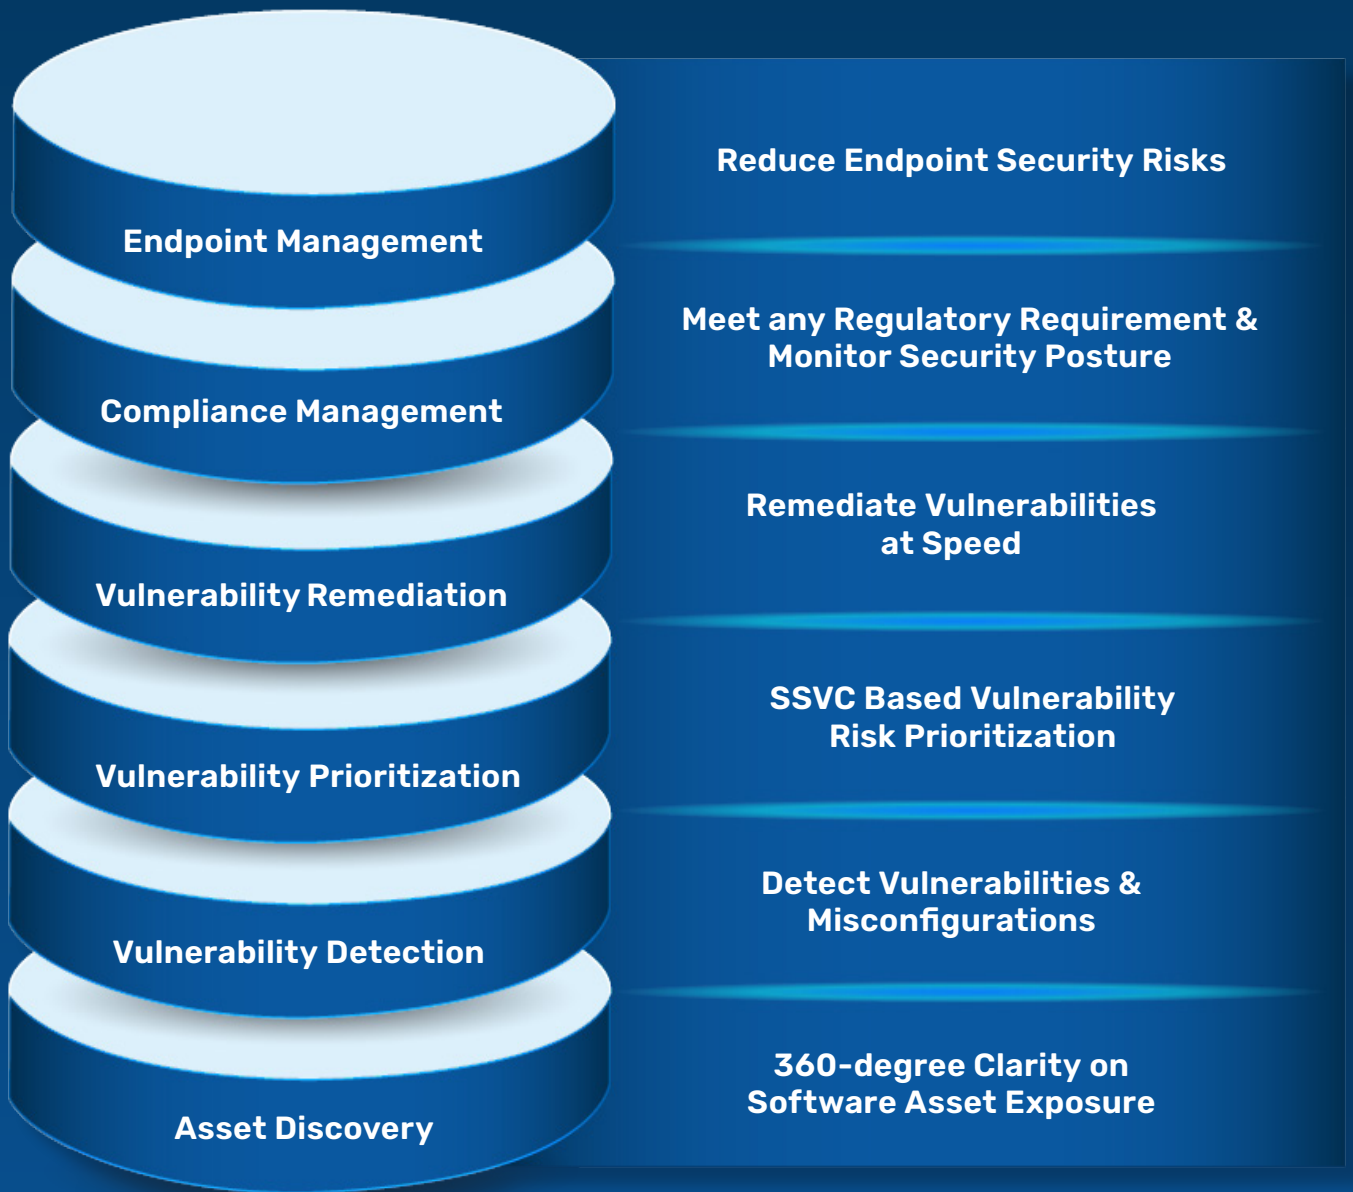 Reduce Endpoint Security Risks
Endpoint Management
Meet any Regulatory Requirement &
Monitor Security Posture
Compliance Management
Remediate Vulnerabilities
at Speed
Vulnerability Remediation
SSVC Based Vulnerability
Risk Prioritization
Vulnerability Prioritization
Detect Vulnerabilities &
Misconfigurations
Vulnerability Detection
360-degree Clarity on
Software Asset Exposure
Asset Discovery